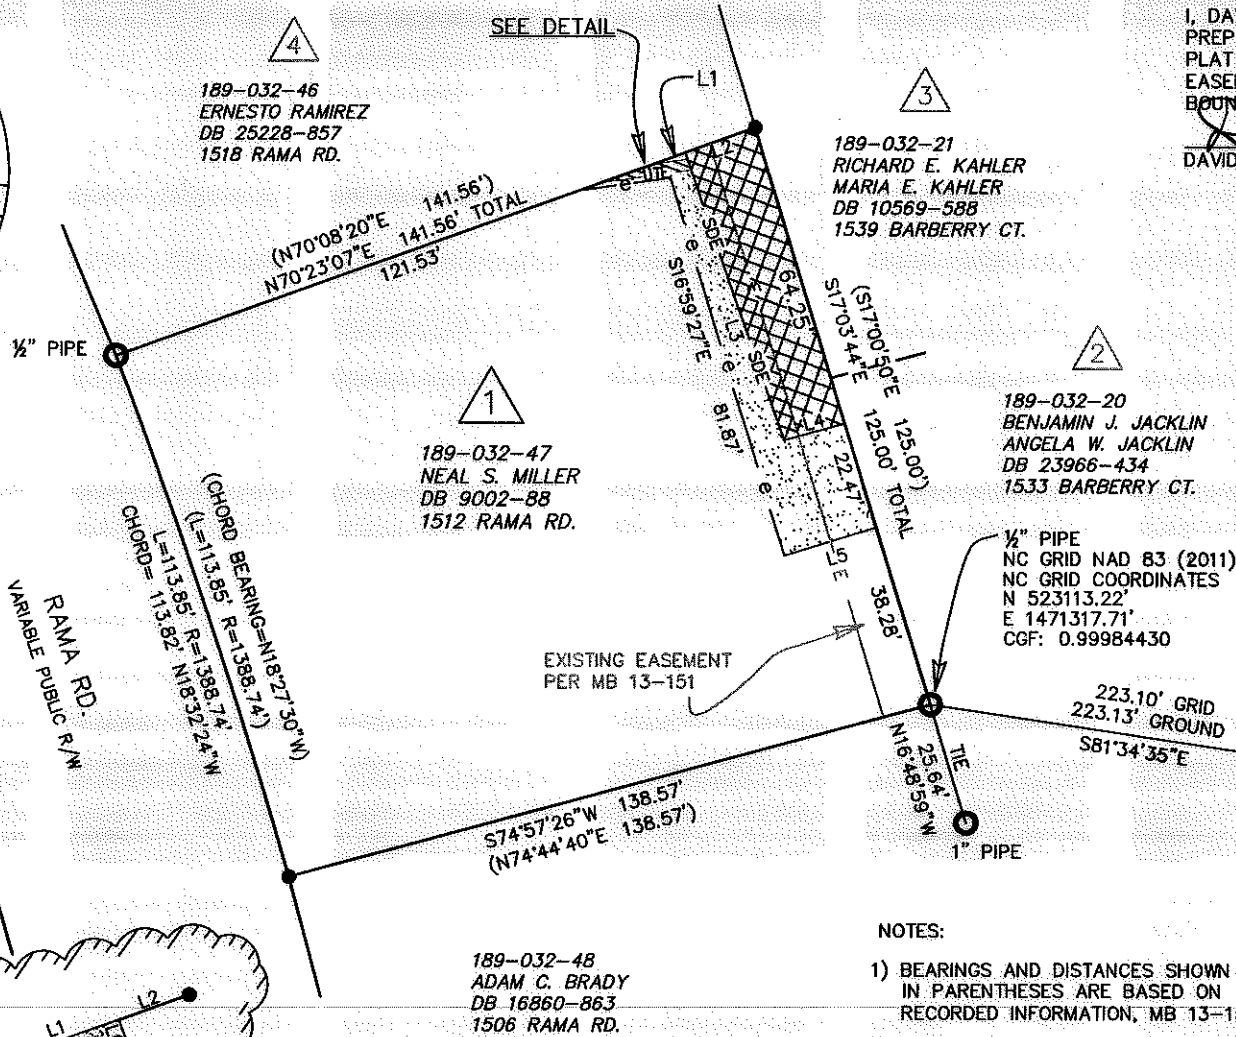 SEE DETAIL
L1
4
189-032-46
ERNESTO RAMIREZ
DB 25228-857
1518 RAMA RD.
3
189-032-21
RICHARD E. KAHLER
MARIA E. KAHLER
DB 10569-588
1539 BARBERRY CT.
I, DA
PREP
PLAT
EASE
BOUN
DAVID
(N70°08'20"E 141.56')
N70°23'07"E 141.56' TOTAL
121.53'
L2
e
SDE
e
L3
SDE
e
e
S16°59'27"E
81.87'
64.25'
L4
22.47'
(S17°00'50"E 125.00')
S17°03'44"E 125.00' TOTAL
L5
E
38.28'
½" PIPE
1
189-032-47
NEAL S. MILLER
DB 9002-88
1512 RAMA RD.
2
189-032-20
BENJAMIN J. JACKLIN
ANGELA W. JACKLIN
DB 23966-434
1533 BARBERRY CT.
½" PIPE
NC GRID NAD 83 (2011)
NC GRID COORDINATES
N 523113.22'
E 1471317.71'
CGF: 0.99984430
(CHORD BEARING=N18°27'30"W)
(L=113.85' R=1388.74')
L=113.85' R=1388.74'
CHORD= 113.82' N18°32'24"W
RAMA RD.
VARIABLE PUBLIC R/W
EXISTING EASEMENT
PER MB 13-151
223.10' GRID
223.13' GROUND
S81°34'35"E
TIE
25.64'
N16°48'59"W
1" PIPE
S74°57'26"W 138.57'
(N74°44'40"E 138.57')
189-032-48
ADAM C. BRADY
DB 16860-863
1506 RAMA RD.
L2
L1
NOTES:
1) BEARINGS AND DISTANCES SHOWN
IN PARENTHESES ARE BASED ON
RECORDED INFORMATION, MB 13-1